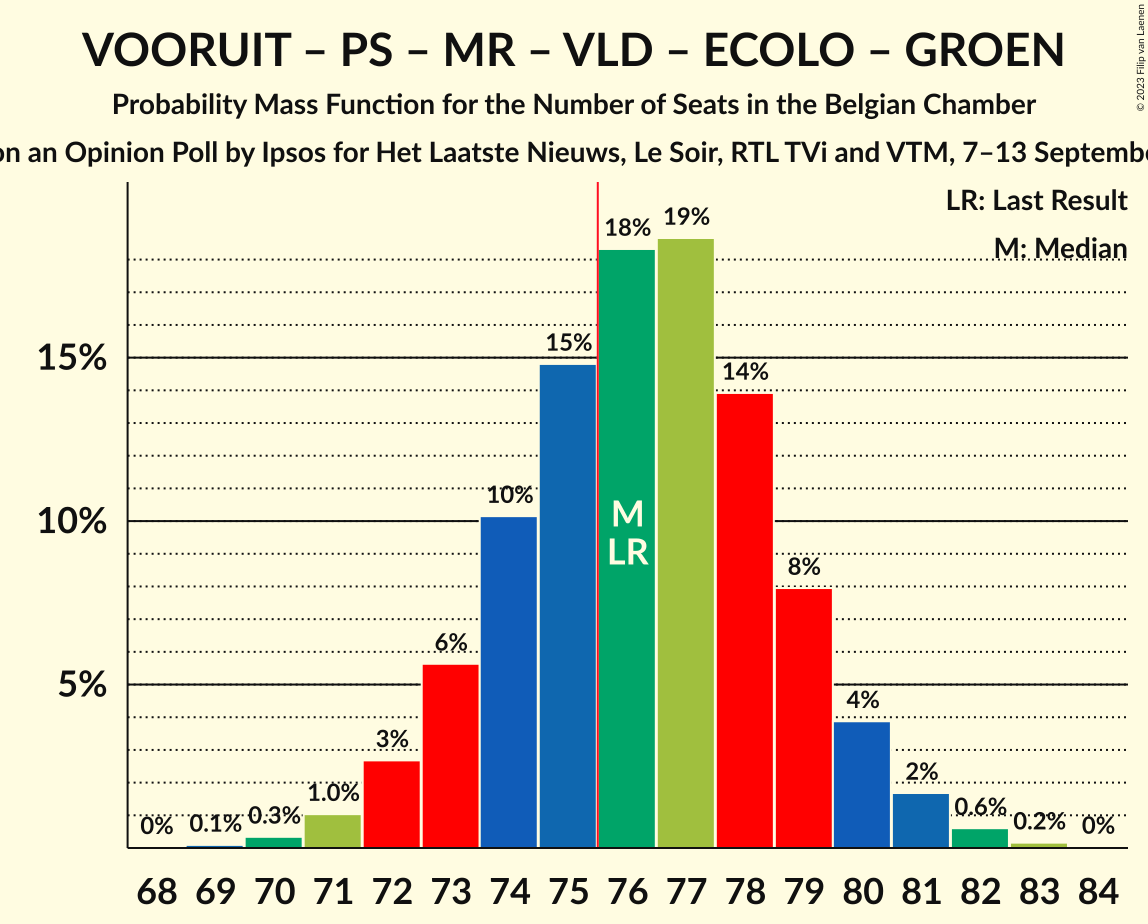 VOORUIT – PS – MR – VLD – ECOLO – GROEN
Probability Mass Function for the Number of Seats in the Belgian Chamber
on an Opinion Poll by Ipsos for Het Laatste Nieuws, Le Soir, RTL TVi and VTM, 7–13 Septembe
© 2023 Filip van Laenen
LR: Last Result
M: Median
15%
10%
5%
0% 0.1% 0.3% 1.0% 3% 6% 10% 15% 18% 19% 14% 8% 4% 2% 0.6% 0.2% 0%
M
LR
68 69 70 71 72 73 74 75 76 77 78 79 80 81 82 83 84